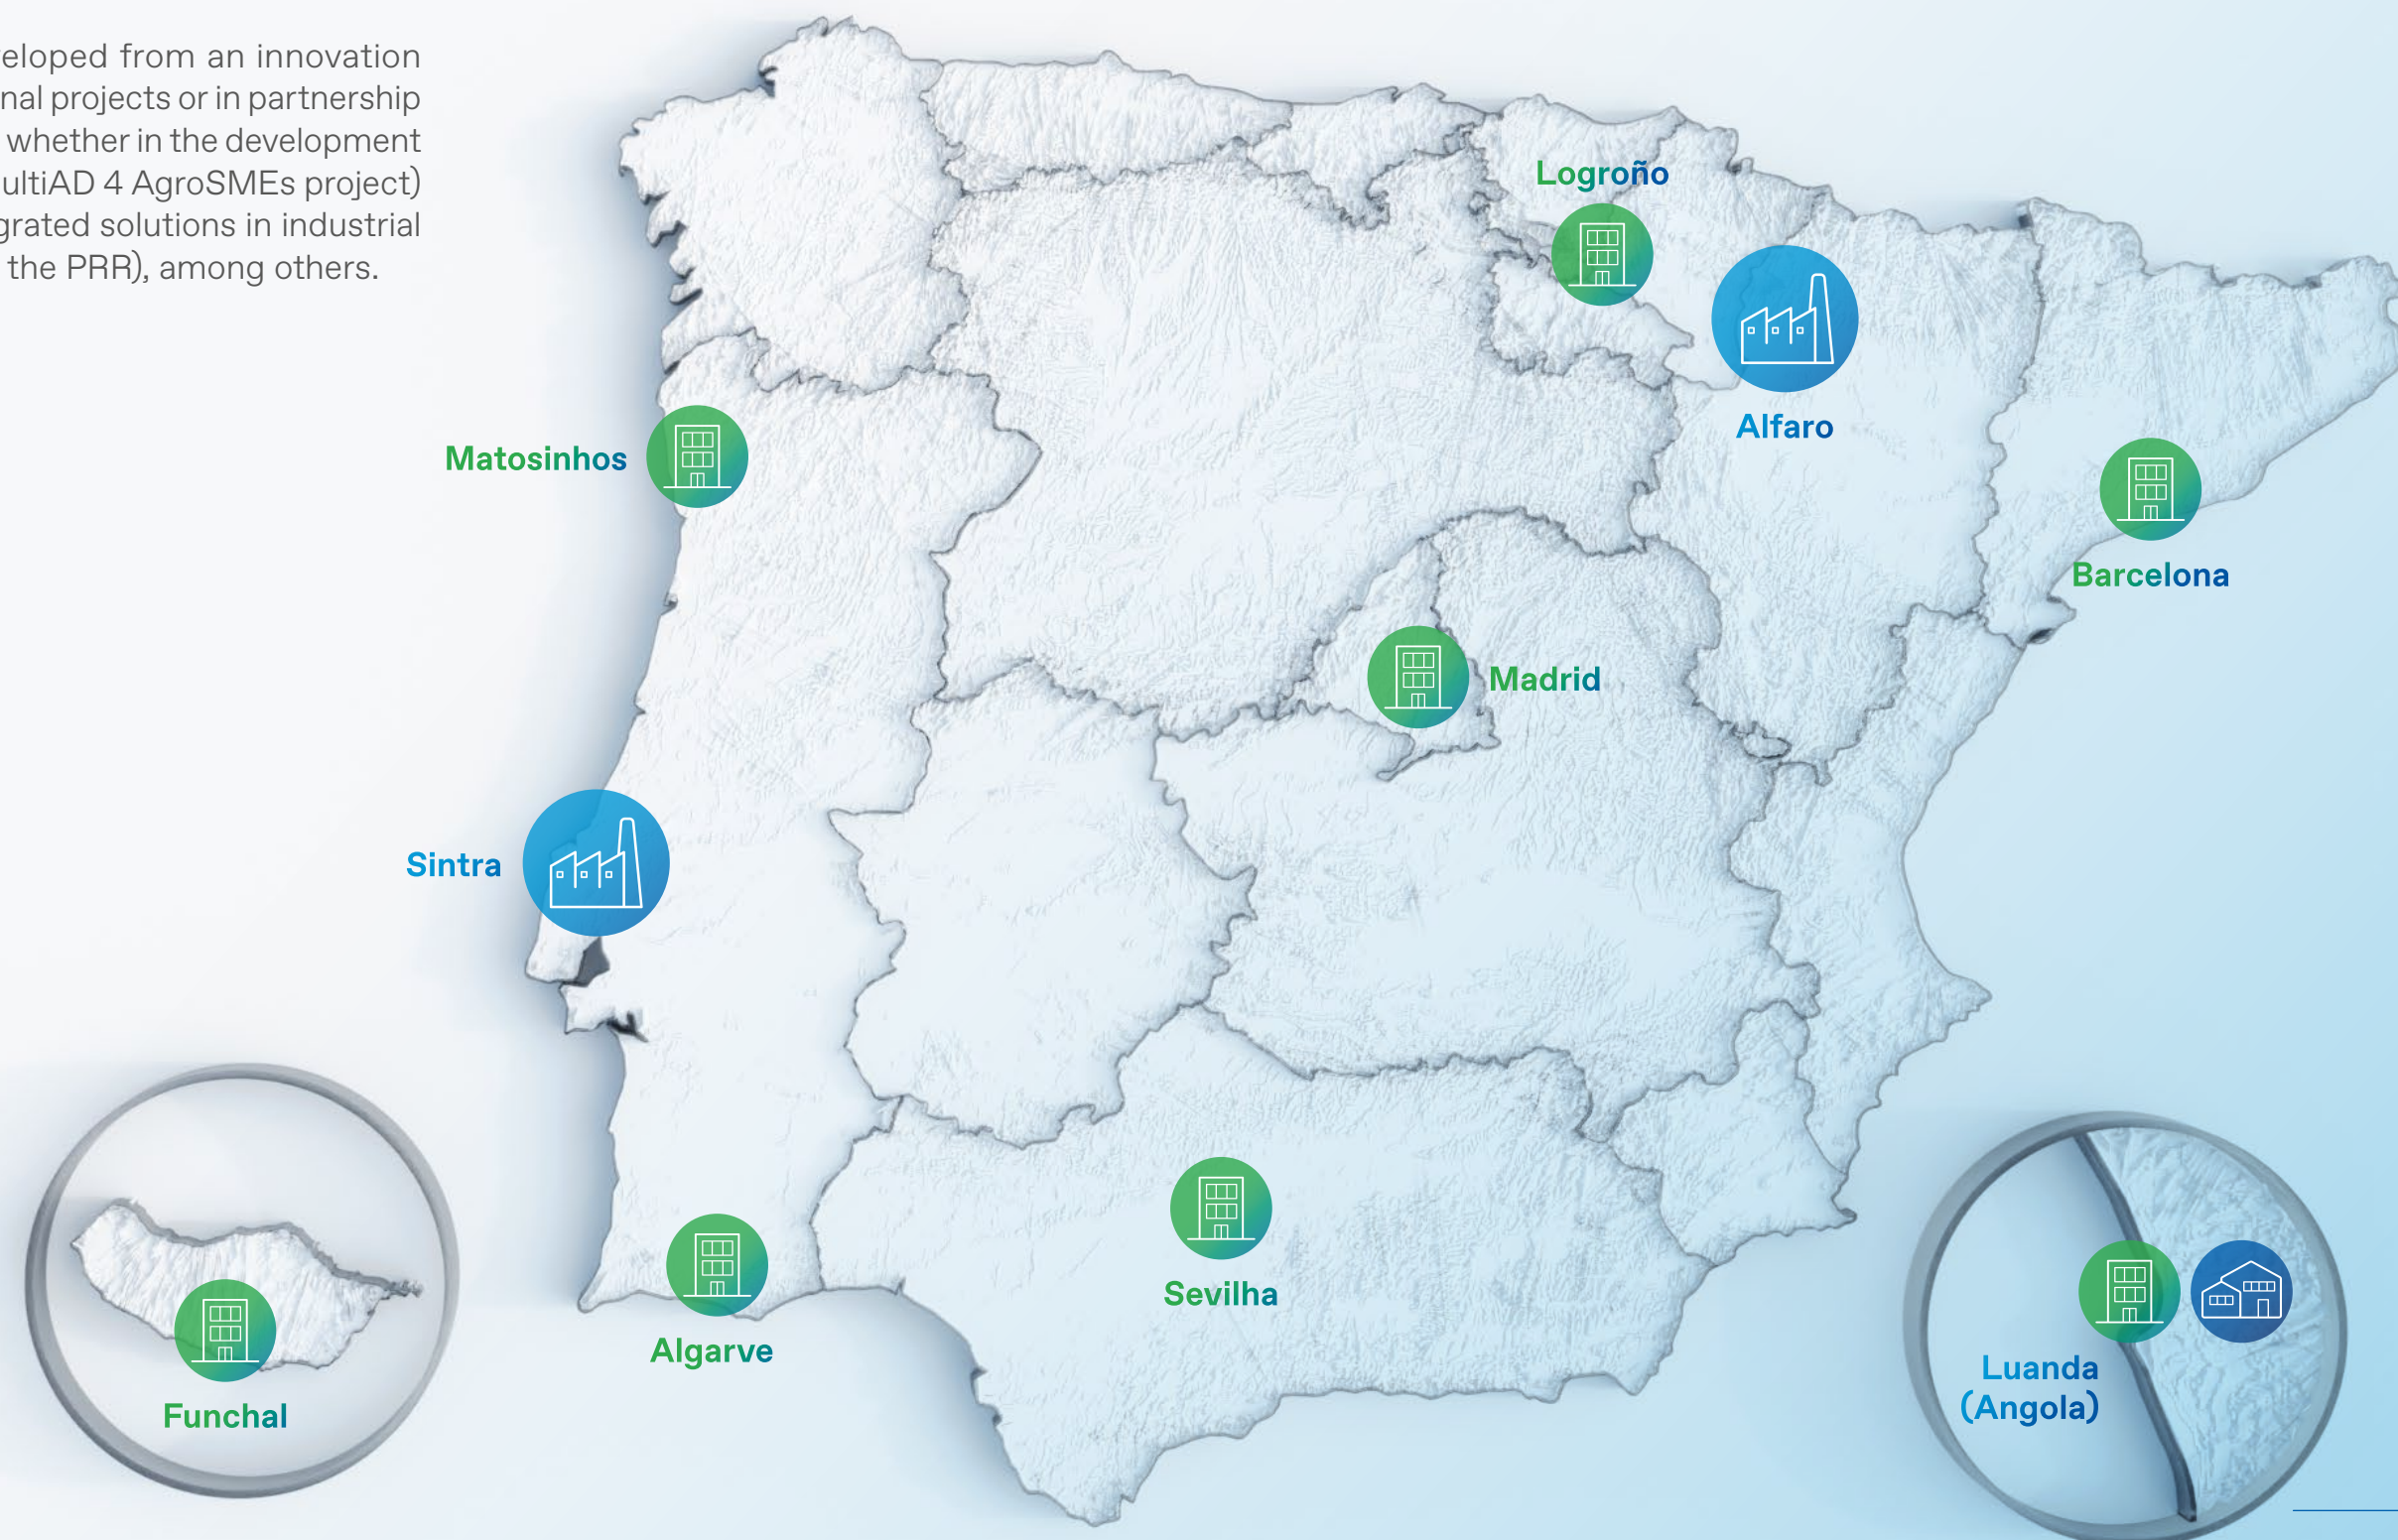 eloped from an innovation
nal projects or in partnership
whether in the development
ultiAD 4 AgroSMEs project)
grated solutions in industrial
the PRR), among others.
Logroño
Alfaro
Matosinhos
Barcelona
Madrid
Sintra
Sevilha
Algarve
Funchal
Luanda
(Angola)